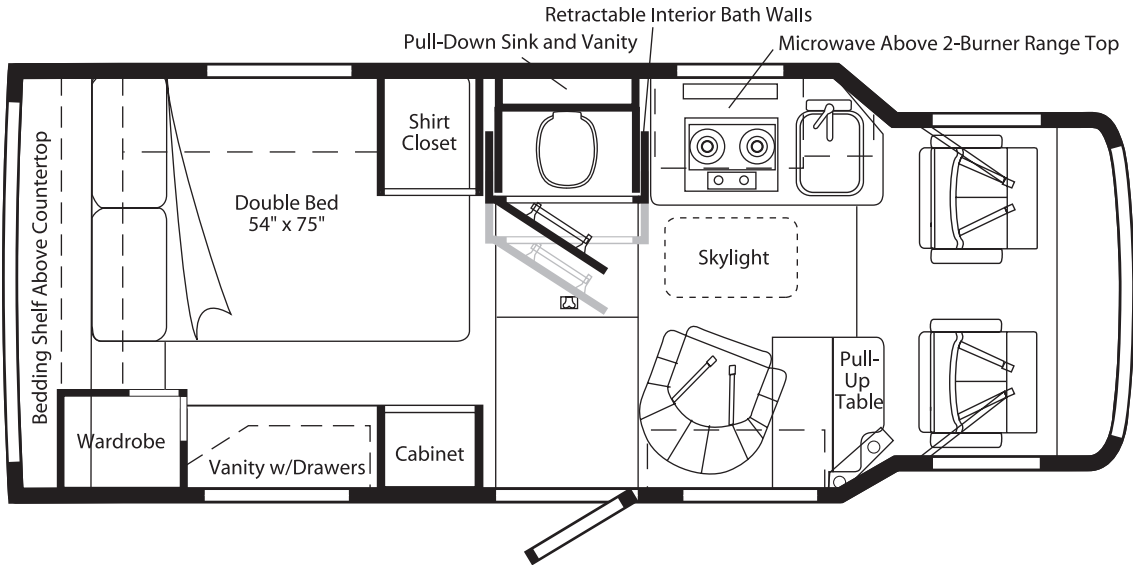 Retractable Interior Bath Walls
Pull-Down Sink and Vanity
Microwave Above 2-Burner Range Top
Bedding Shelf Above Countertop
Shirt
Closet
Double Bed
54" x 75"
Skylight
Pull-
Up
Table
Wardrobe
Vanity w/Drawers
Cabinet